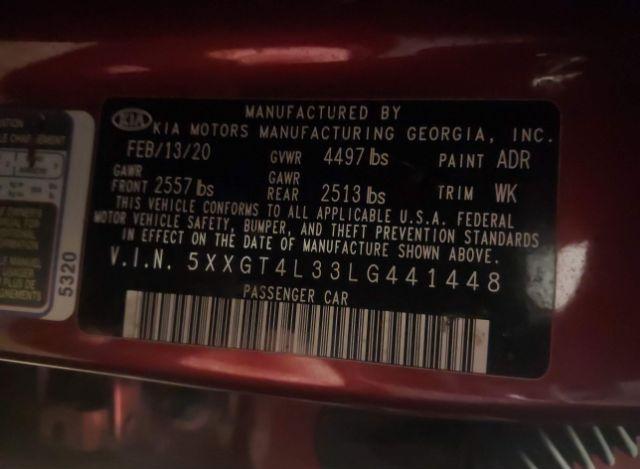 MANUFACTURED BY
KIA KIA MOTORS MANUFACTURING GEORGIA, INC.
FEB/13/20 GVWR 4497 lbs PAINT ADR
GAWR FRONT 2557 lbs GAWR REAR 2513 lbs TRIM WK
THIS VEHICLE CONFORMS TO ALL APPLICABLE U.S.A. FEDERAL
MOTOR VEHICLE SAFETY, BUMPER, AND THEFT PREVENTION STANDARDS
IN EFFECT ON THE DATE OF MANUFACTURE SHOWN ABOVE.
V.I.N. 5XXGT4L33LG441448
PASSENGER CAR
5320